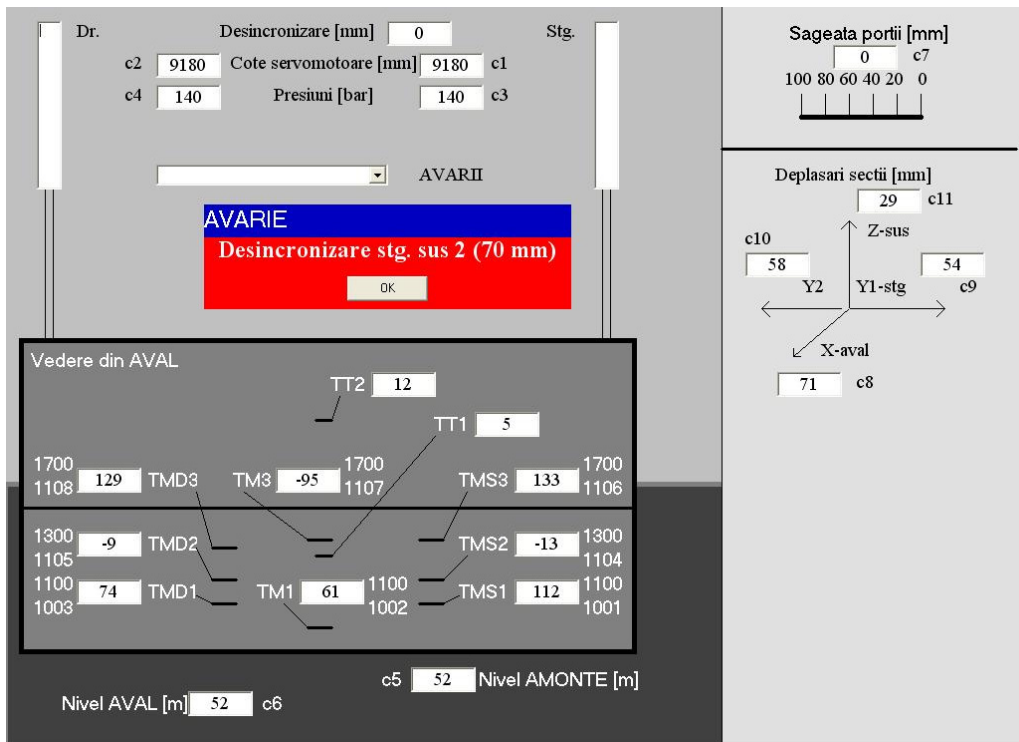 Dr. Desincronizare [mm] 0 Stg.
c2 9180 Cote servomotoare [mm] 9180 c1
c4 140 Presiuni [bar] 140 c3
AVARII
AVARIE
Desincronizare stg. sus 2 (70 mm)
OK
Vedere din AVAL
TT2 12
TT1 5
1700
1108 129 TMD3
TM3 -95 1700
1107
TMS3 133 1700
1106
1300
1105 -9 TMD2
TMS2 -13 1300
1104
1100
1003 74 TMD1
TM1 61 1100
1002
TMS1 112 1100
1001
c5 52 Nivel AMONTE [m]
Nivel AVAL [m] 52 c6
Sageata portii [mm]
0 c7
100 80 60 40 20 0
Deplasari sectii [mm]
29 c11
Z-sus
c10
58
54
Y2 Y1-stg c9
X-aval
71 c8